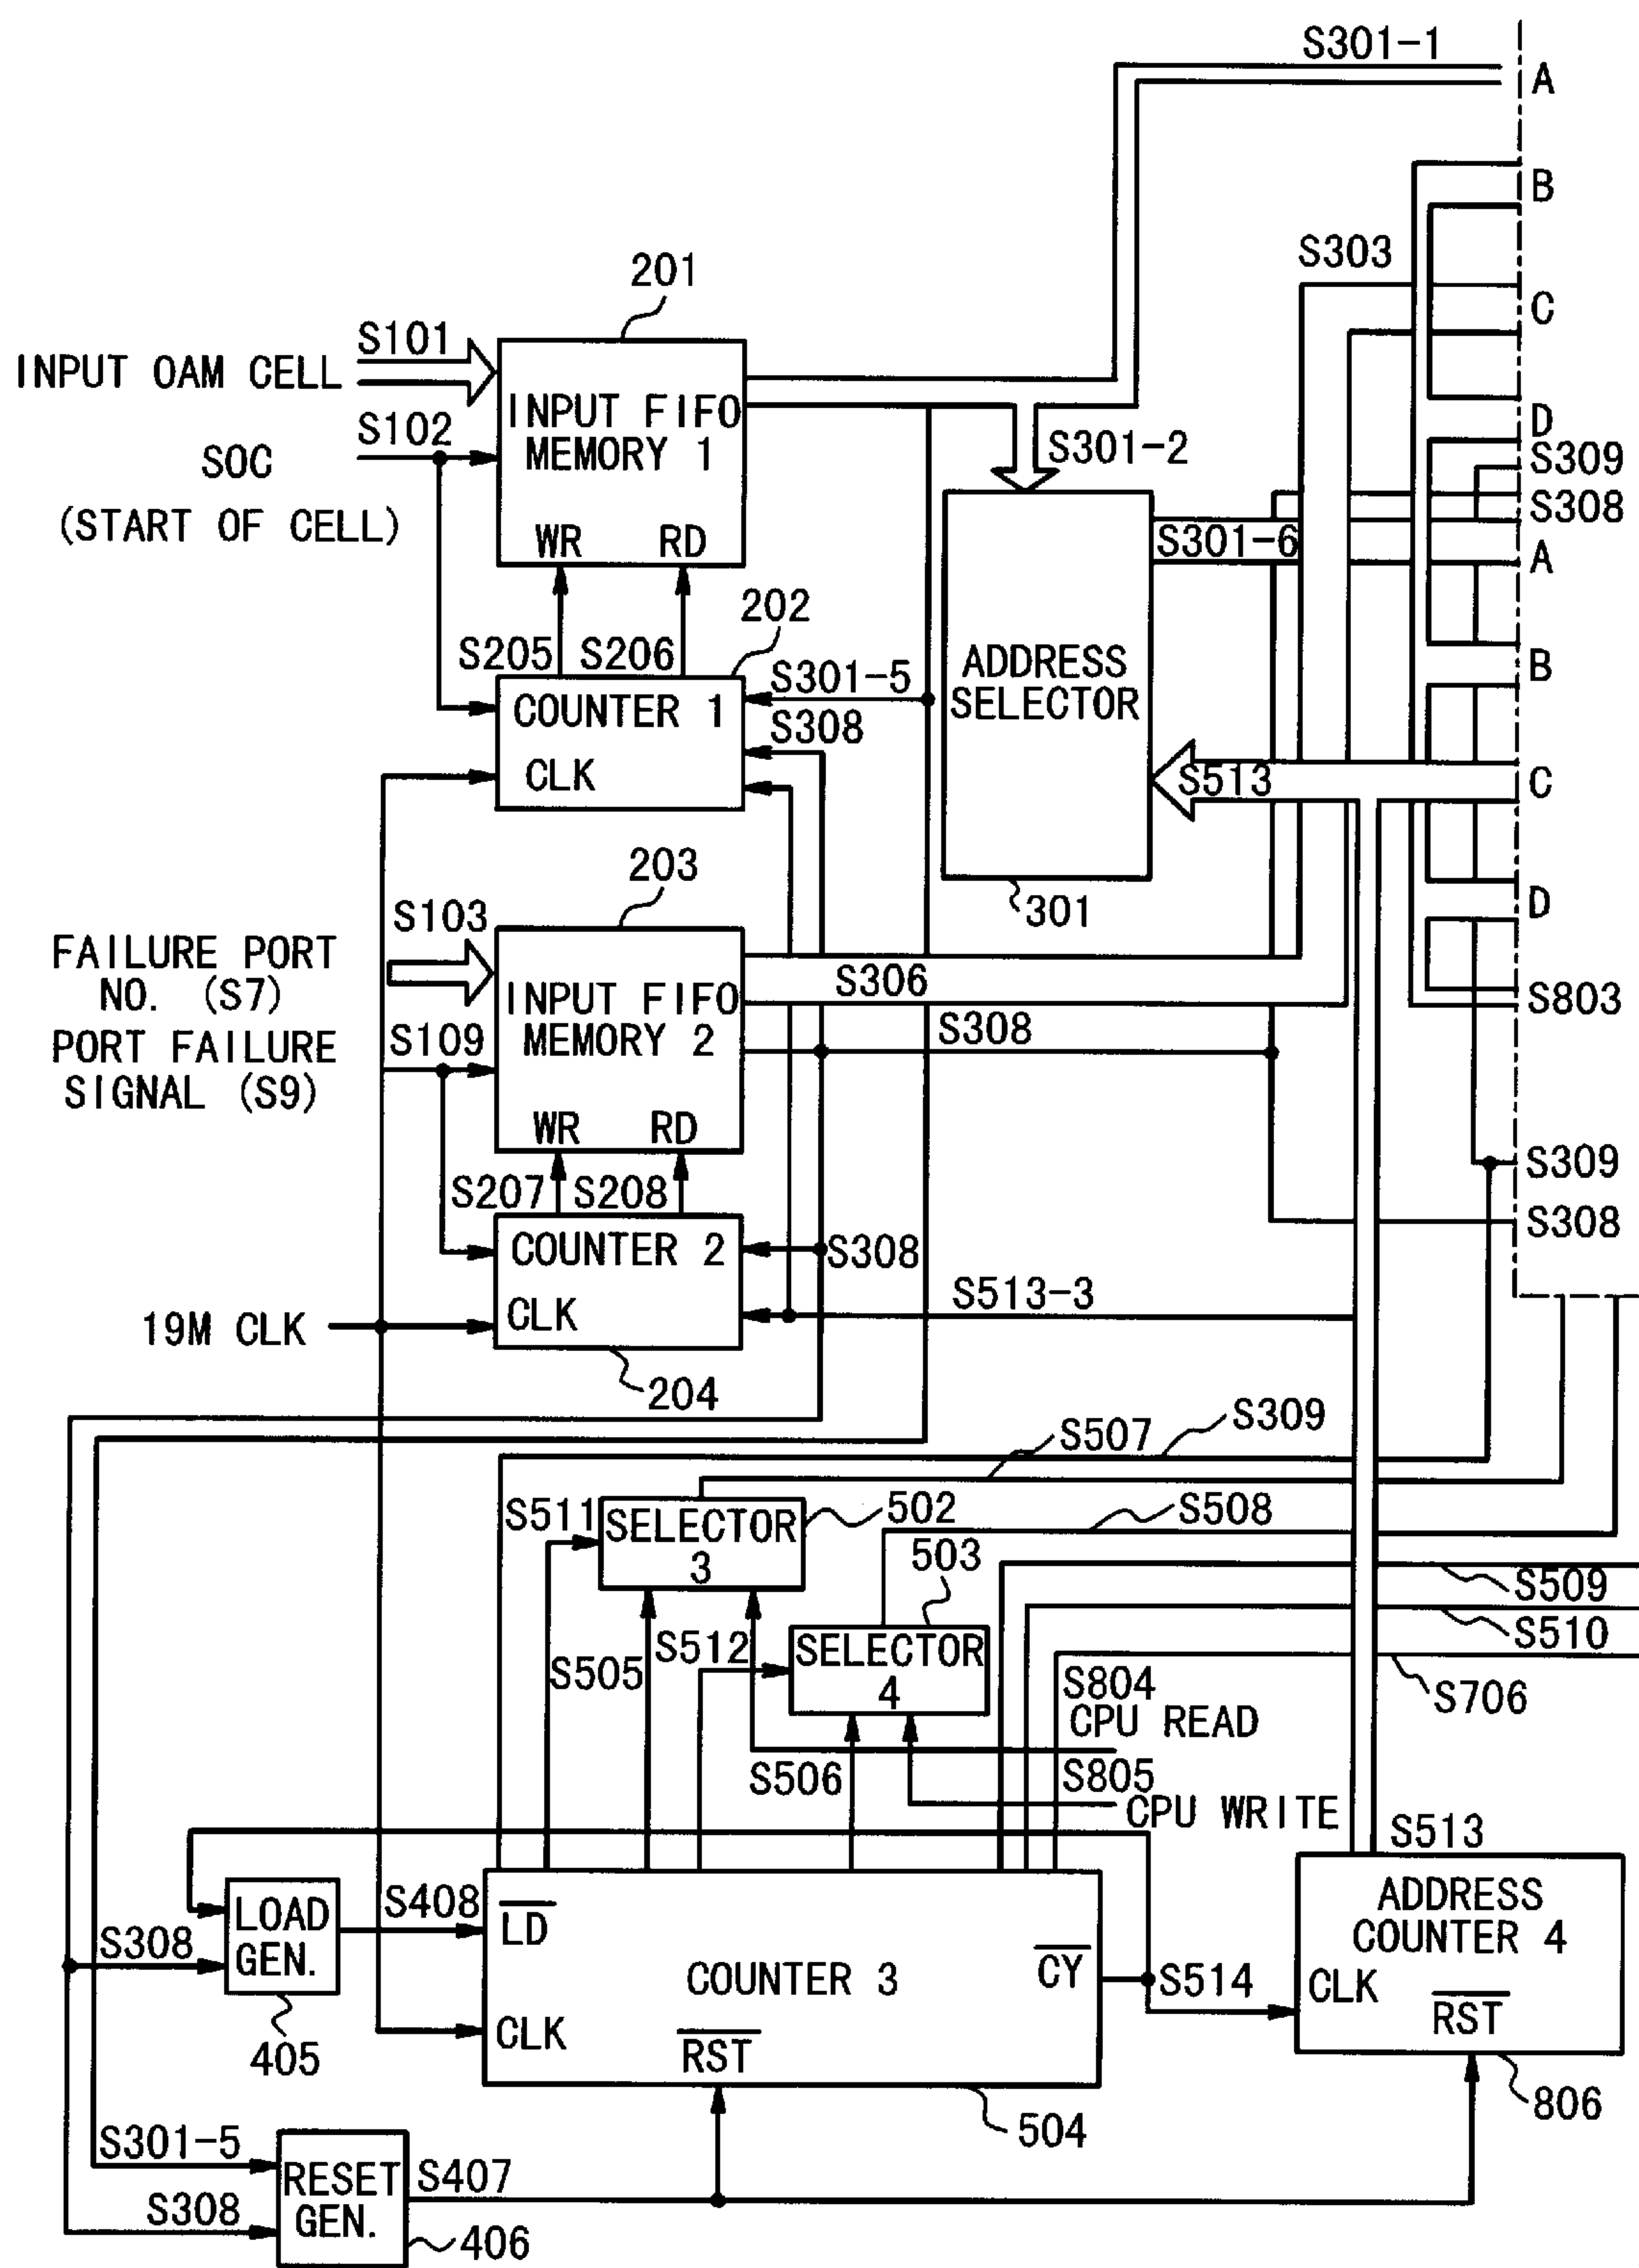 S301-1
A
B
S303
C
201
S101
INPUT OAM CELL
INPUT FIFO
MEMORY 1
S102
SOC
(START OF CELL)
WR
RD
S301-2
D
S309
S308
S301-6
A
202
S205
S206
S301-5
COUNTER 1
S308
CLK
ADDRESS
SELECTOR
B
S513
C
203
301
D
S103
FAILURE PORT
NO. (S7)
PORT FAILURE
SIGNAL (S9)
S109
INPUT FIFO
MEMORY 2
S306
S308
S803
WR
RD
S207
S208
S309
S308
COUNTER 2
S308
CLK
S513-3
19M CLK
204
S309
S507
S511
SELECTOR
3
502
S508
503
S509
S510
S505
S512
SELECTOR
4
S804
S706
CPU READ
S506
S805
CPU WRITE
S513
LOAD
GEN.
S408
LD
S308
COUNTER 3
CY
S514
ADDRESS
COUNTER 4
CLK
RST
405
CLK
RST
504
806
S301-5
RESET
GEN.
S407
S308
406